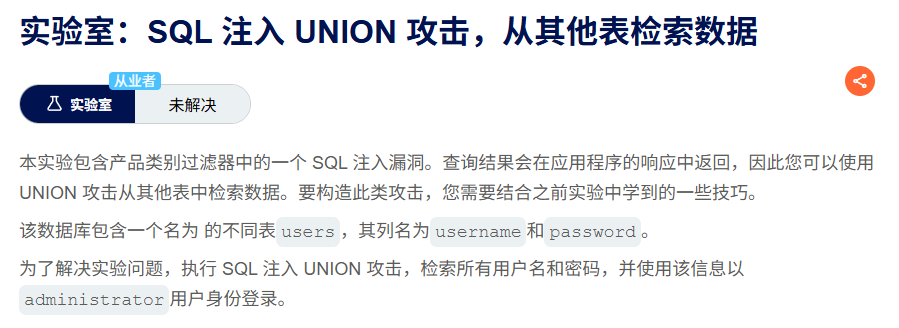 实验室：SQL 注入 UNION 攻击，从其他表检索数据
从业者
实验室
未解决
本实验包含产品类别过滤器中的一个 SQL 注入漏洞。查询结果会在应用程序的响应中返回，因此您可以使用
UNION 攻击从其他表中检索数据。要构造此类攻击，您需要结合之前实验中学到的一些技巧。
该数据库包含一个名为 的不同表users，其列名为username和password。
为了解决实验问题，执行 SQL 注入 UNION 攻击，检索所有用户名和密码，并使用该信息以
administrator用户身份登录。